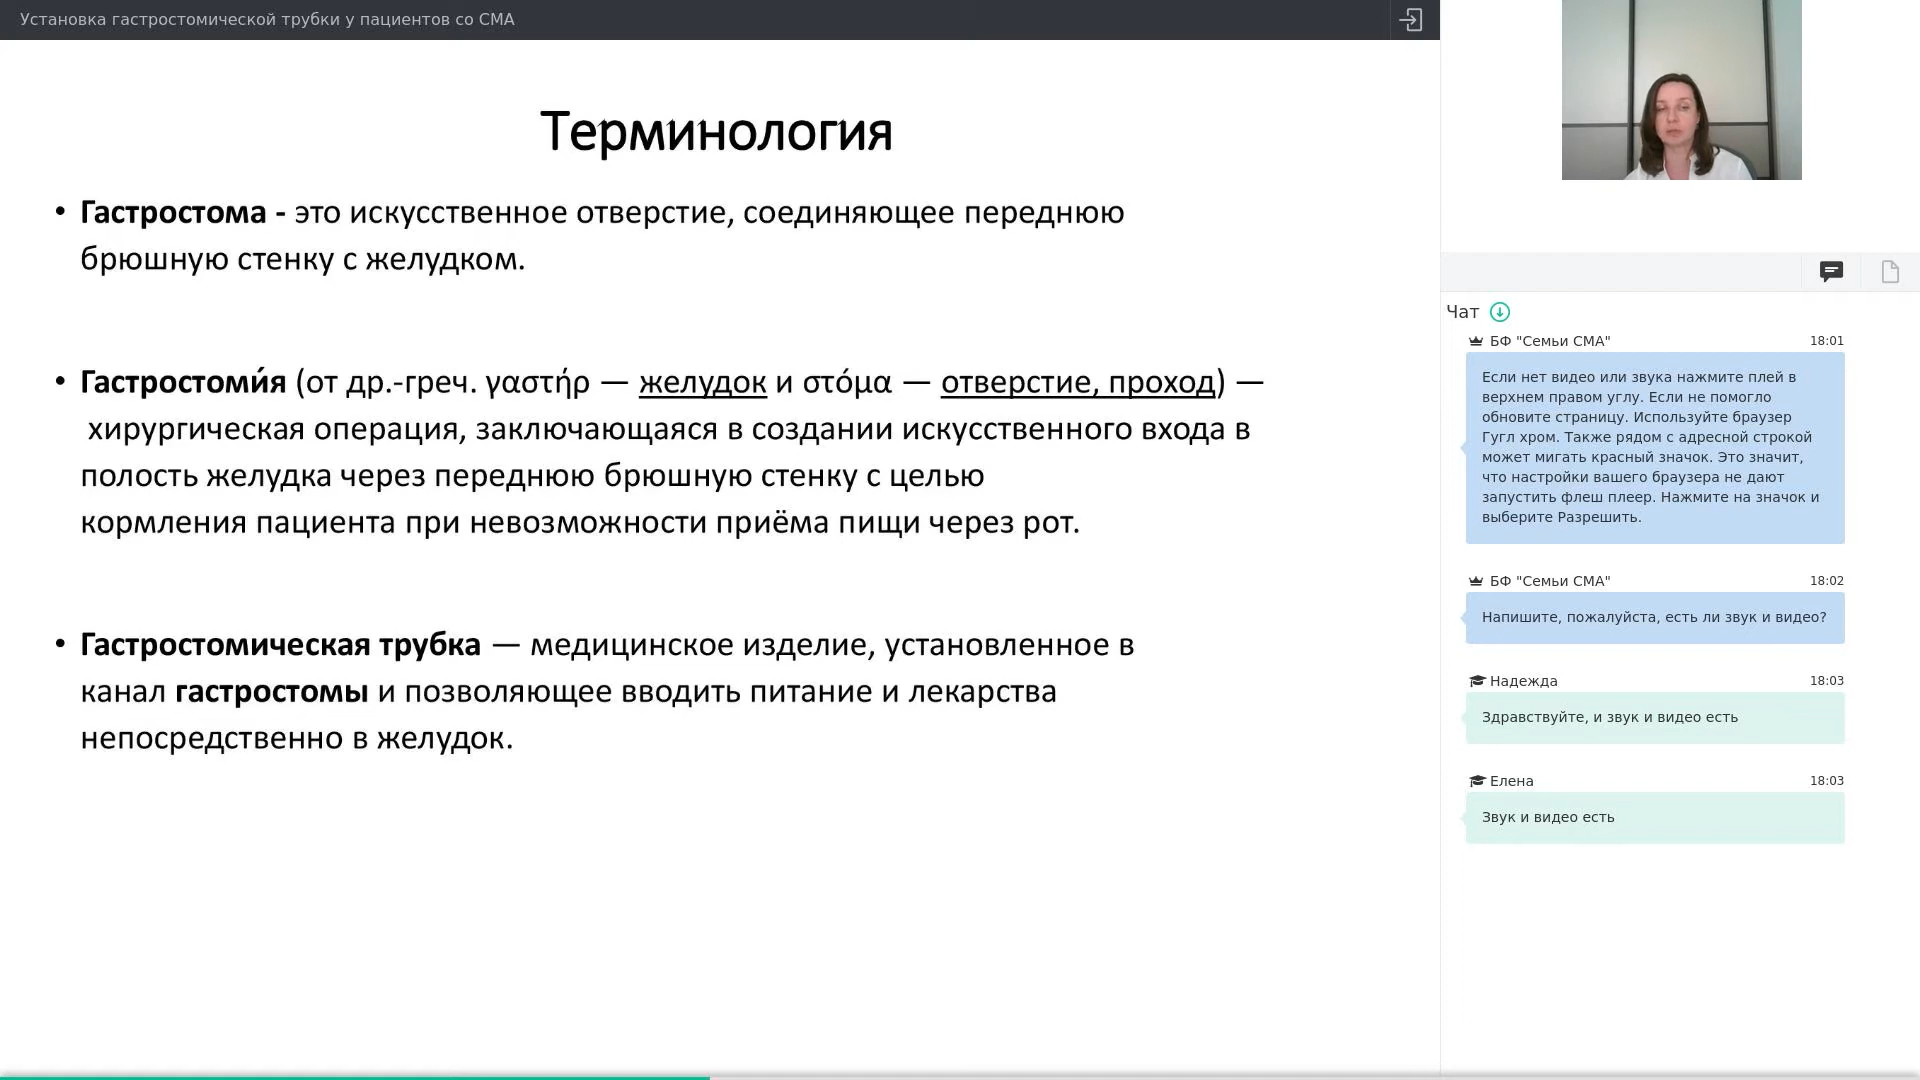 Установка гастростомической трубки у пациентов со СМА
Терминология
• Гастростома - это искусственное отверстие, соединяющее переднюю
брюшную стенку с желудком.
• Гастростоми́я (от др.-греч. γαστήρ — желудок и στόμα — отверстие, проход) —
хирургическая операция, заключающаяся в создании искусственного входа в
полость желудка через переднюю брюшную стенку с целью
кормления пациента при невозможности приёма пищи через рот.
• Гастростомическая трубка — медицинское изделие, установленное в
канал гастростомы и позволяющее вводить питание и лекарства
непосредственно в желудок.
Чат
БФ "Семьи СМА" 18:01
Если нет видео или звука нажмите плей в
верхнем правом углу. Если не помогло
обновите страницу. Используйте браузер
Гугл хром. Также рядом с адресной строкой
может мигать красный значок. Это значит,
что настройки вашего браузера не дают
запустить флеш плеер. Нажмите на значок и
выберите Разрешить.
БФ "Семьи СМА" 18:02
Напишите, пожалуйста, есть ли звук и видео?
Надежда 18:03
Здравствуйте, и звук и видео есть
Елена 18:03
Звук и видео есть